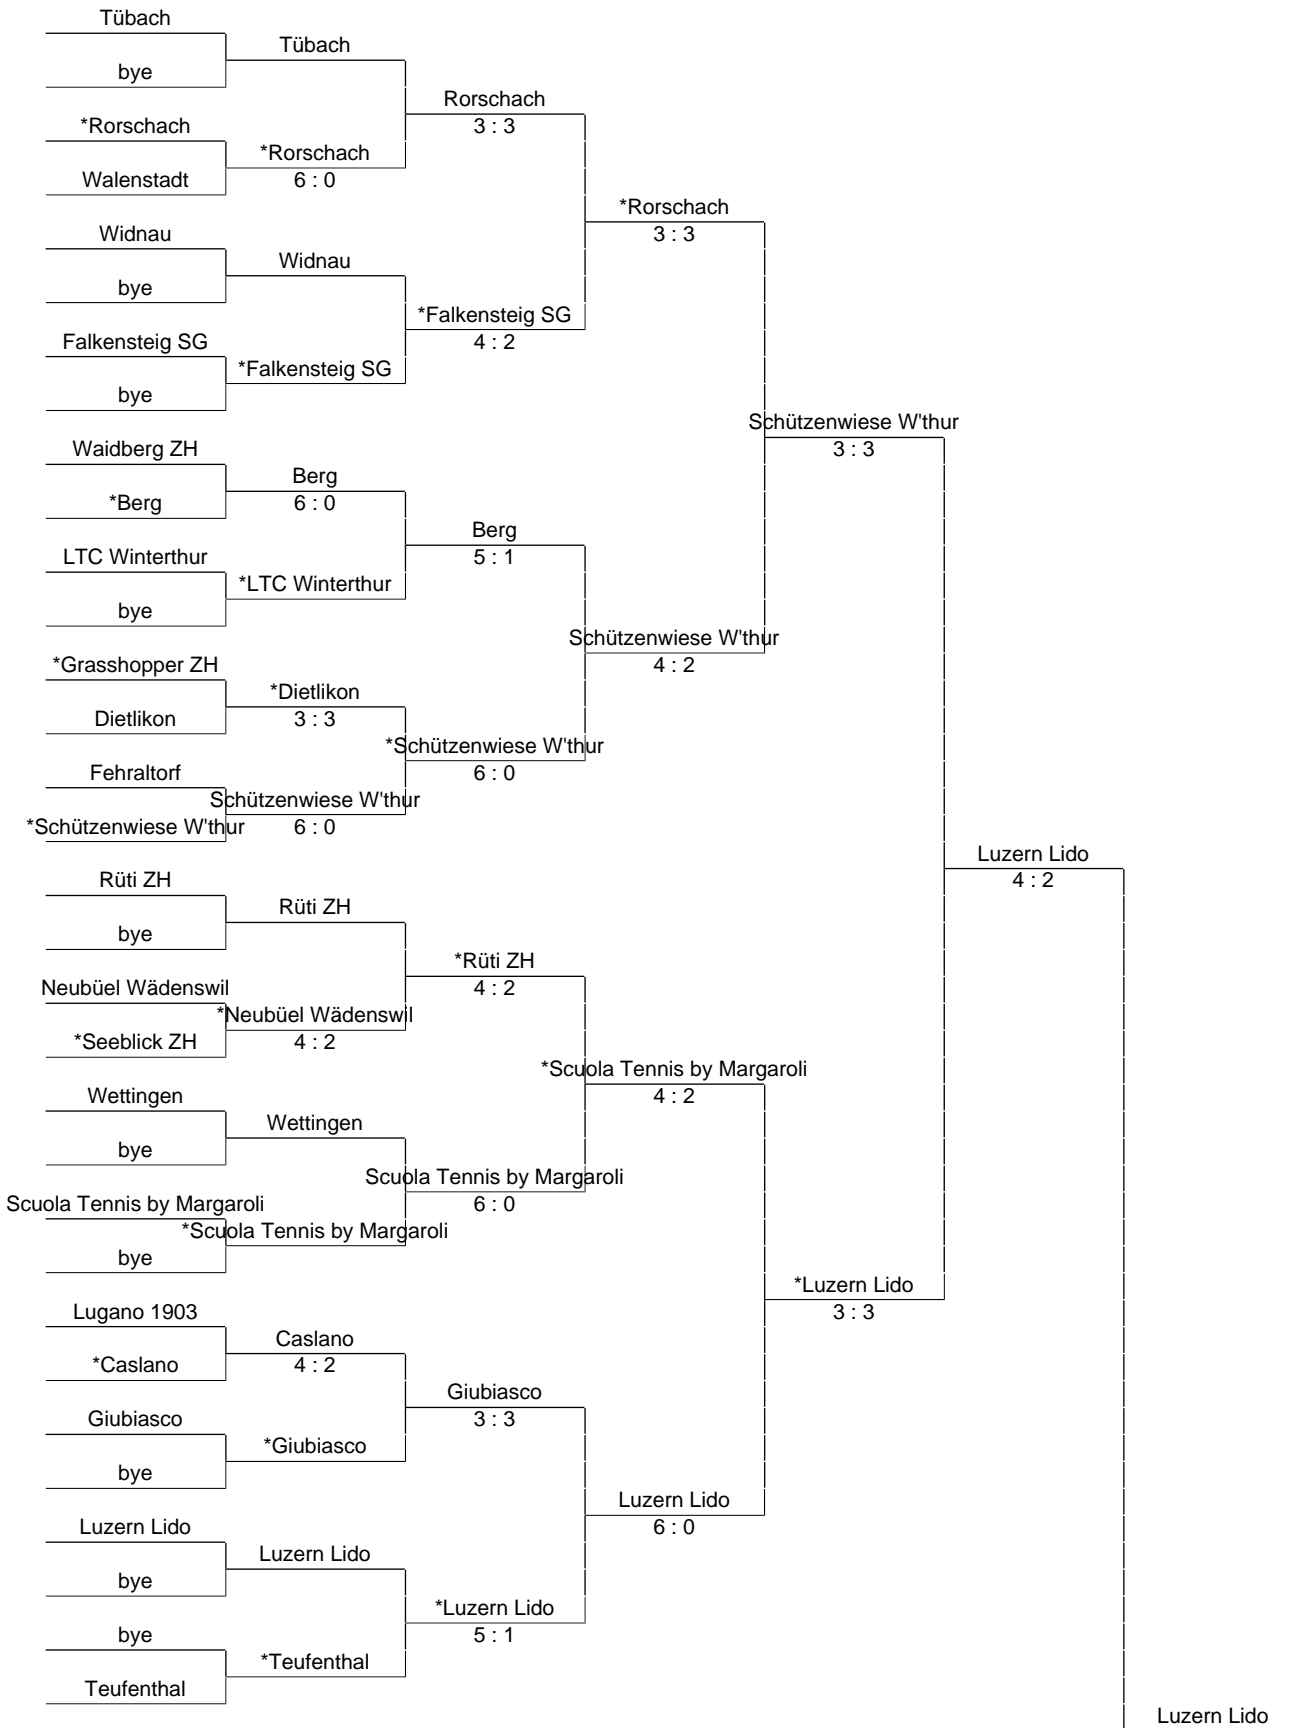 Tübach
Tübach
bye
Rorschach
3 : 3
*Rorschach
*Rorschach
6 : 0
Walenstadt
*Rorschach
3 : 3
Widnau
Widnau
bye
*Falkensteig SG
4 : 2
Falkensteig SG
*Falkensteig SG
bye
Schützenwiese W'thur
3 : 3
Waidberg ZH
Berg
6 : 0
*Berg
Berg
5 : 1
LTC Winterthur
*LTC Winterthur
bye
Schützenwiese W'thur
4 : 2
*Grasshopper ZH
*Dietlikon
3 : 3
Dietlikon
*Schützenwiese W'thur
6 : 0
Fehraltorf
Schützenwiese W'thur
6 : 0
*Schützenwiese W'thur
Luzern Lido
4 : 2
Rüti ZH
Rüti ZH
bye
*Rüti ZH
4 : 2
Neubüel Wädenswil
*Neubüel Wädenswil
4 : 2
*Seeblick ZH
*Scuola Tennis by Margaroli
4 : 2
Wettingen
Wettingen
bye
Scuola Tennis by Margaroli
6 : 0
Scuola Tennis by Margaroli
*Scuola Tennis by Margaroli
bye
*Luzern Lido
3 : 3
Lugano 1903
Caslano
4 : 2
*Caslano
Giubiasco
3 : 3
Giubiasco
*Giubiasco
bye
Luzern Lido
6 : 0
Luzern Lido
Luzern Lido
bye
*Luzern Lido
5 : 1
bye
*Teufenthal
Teufenthal
Luzern Lido